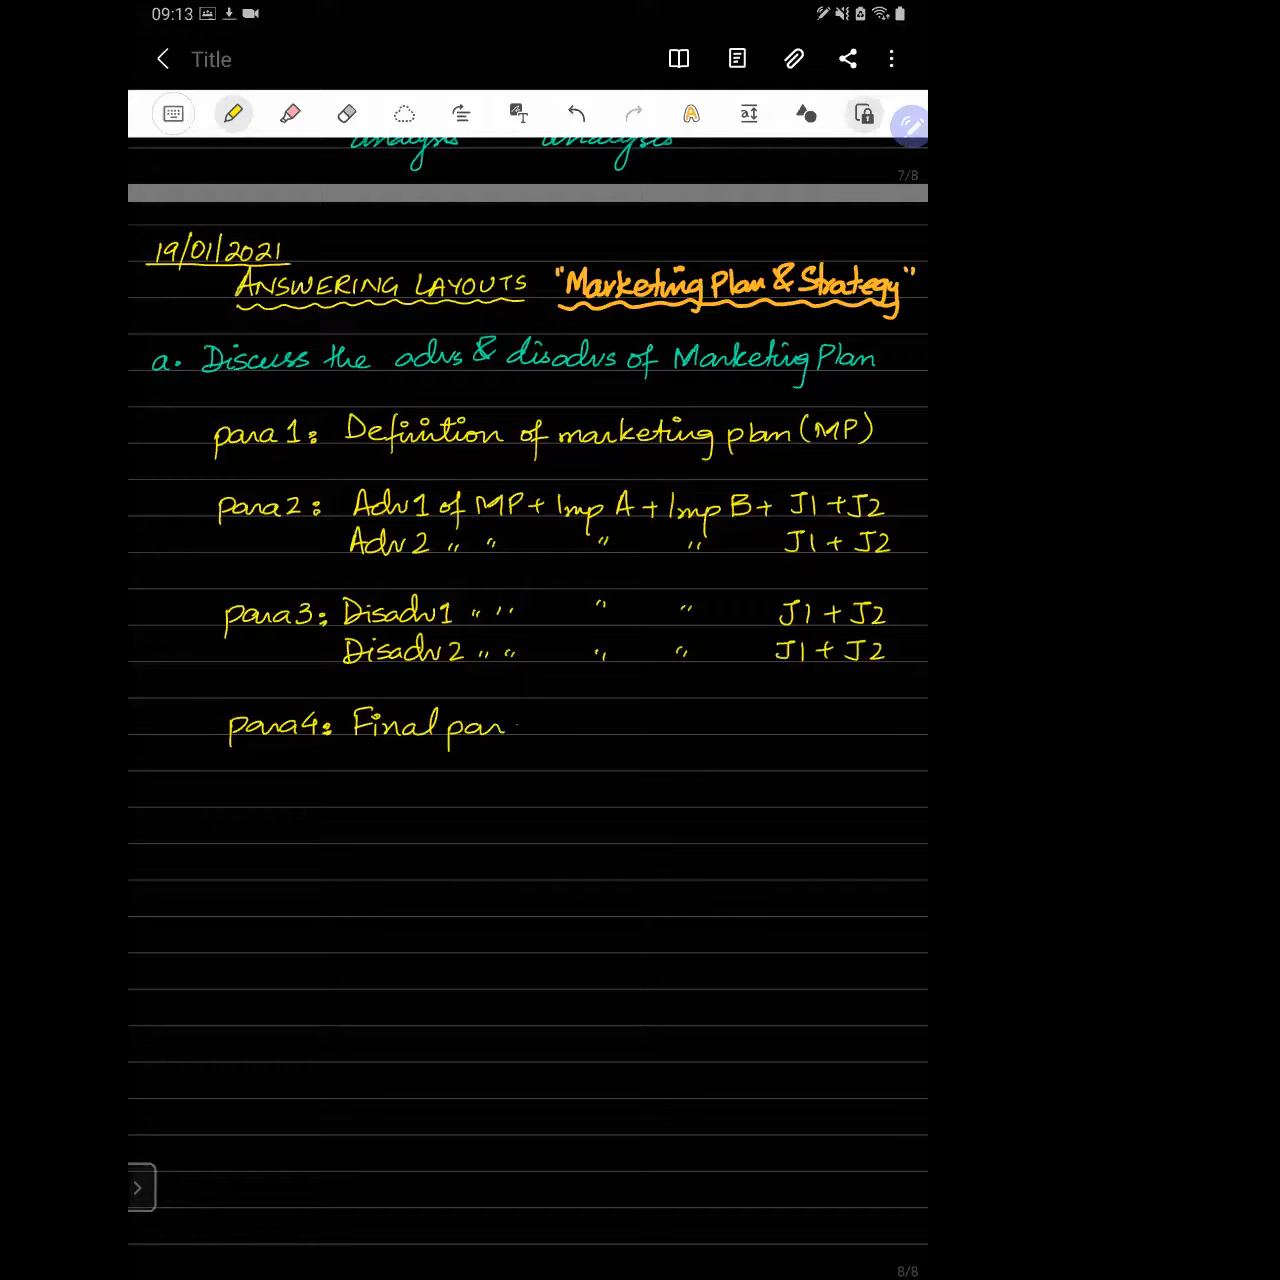 09:13
Title
analysis analysis
7/8
19/01/2021
ANSWERING LAYOUTS "Marketing Plan & Strategy"
a. Discuss the advs & disadvs of Marketing Plan
para 1: Definition of marketing plan (MP)
para 2: Adv 1 of MP + Imp A + Imp B + J1 + J2
Adv 2 " " " " J1 + J2
para 3: Disadv 1 " " " " J1 + J2
Disadv 2 " " " " J1 + J2
para 4: Final par
8/8